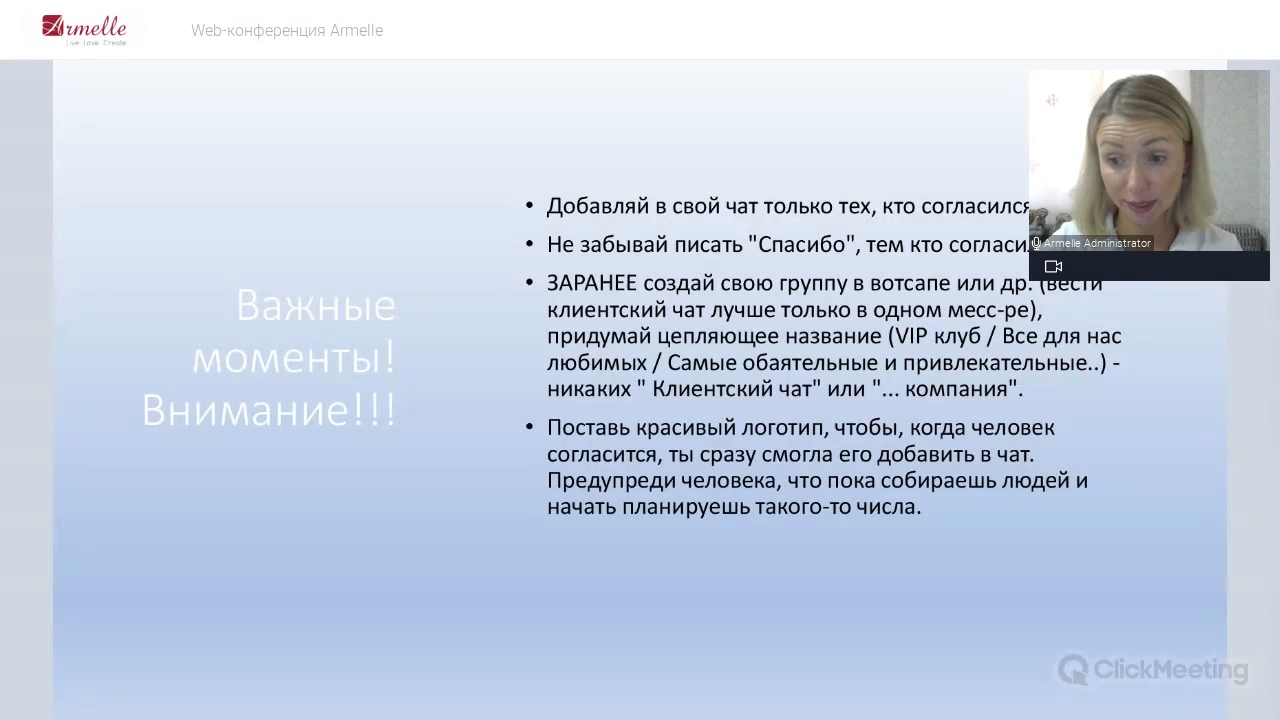 Armelle
Live Love Create
Web-конференция Armelle
Важные
моменты!
Внимание!!!
• Добавляй в свой чат только тех, кто согласился
• Не забывай писать "Спасибо", тем кто
• ЗАРАНЕЕ создай свою группу в вотсапе или др. (вести
клиентский чат лучше только в одном месс-ре),
придумай цепляющее название (VIP клуб / Все для нас
любимых / Самые обаятельные и привлекательные..) -
никаких " Клиентский чат" или "... компания".
• Поставь красивый логотип, чтобы, когда человек
согласится, ты сразу смогла его добавить в чат.
Предупреди человека, что пока собираешь людей и
начать планируешь такого-то числа.
Armelle Administrator
ClickMeeting